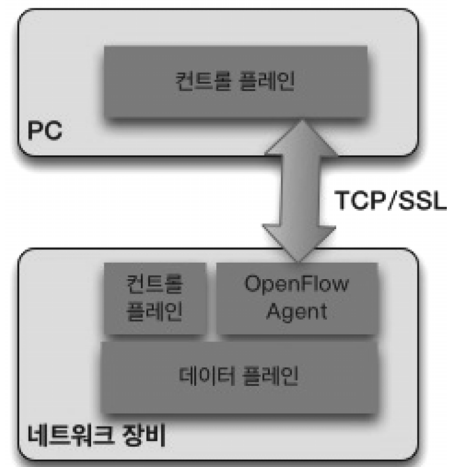 컨트롤 플레인
PC
TCP/SSL
컨트롤
플레인
OpenFlow
Agent
데이터 플레인
네트워크 장비